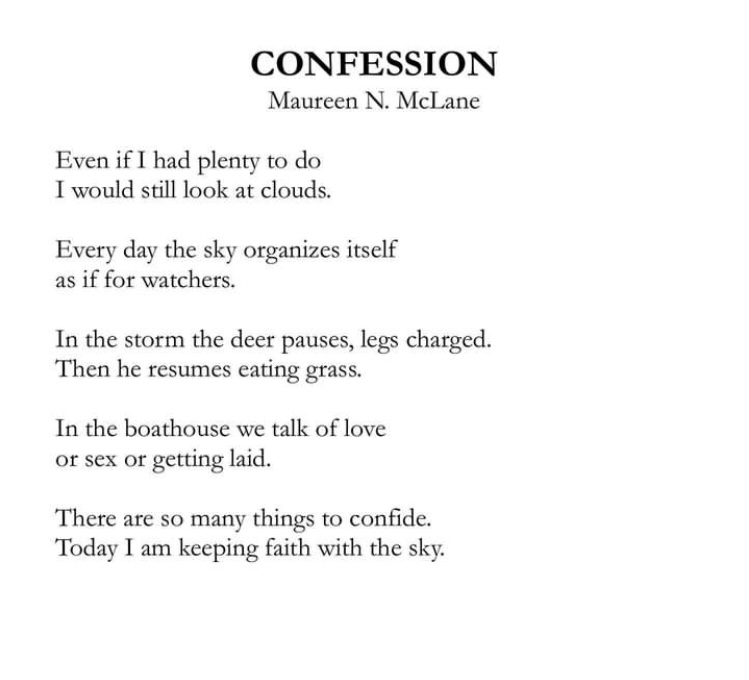 CONFESSION
Maureen N. McLane
Even if I had plenty to do
I would still look at clouds.
Every day the sky organizes itself
as if for watchers.
In the storm the deer pauses, legs charged.
Then he resumes eating grass.
In the boathouse we talk of love
or sex or getting laid.
There are so many things to confide.
Today I am keeping faith with the sky.